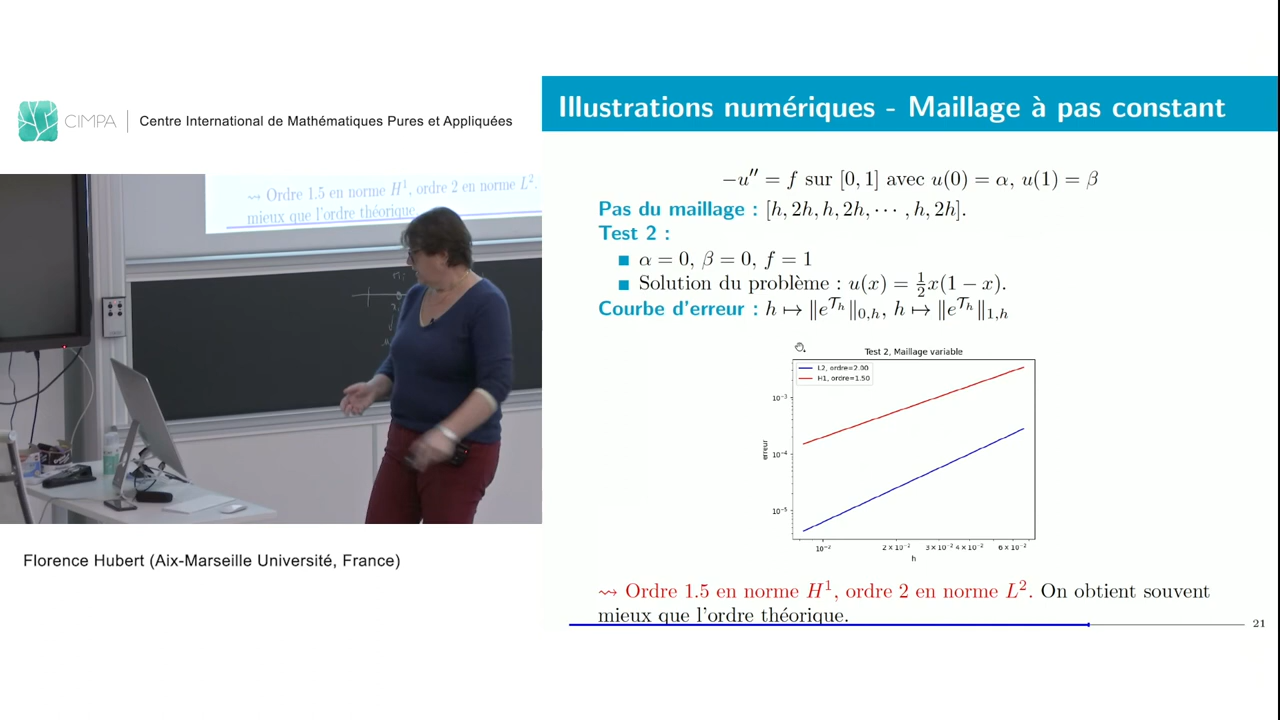 CIMPA
Centre International de Mathématiques Pures et Appliquées
Illustrations numériques - Maillage à pas constant
−u″ = f sur [0, 1] avec u(0) = α, u(1) = β
Pas du maillage : [h, 2h, h, 2h, ⋯ , h, 2h].
Test 2 :
α = 0, β = 0, f = 1
Solution du problème : u(x) = ½x(1 − x).
Courbe d'erreur : h ↦ ‖e^{𝒯_h}‖_{0,h}, h ↦ ‖e^{𝒯_h}‖_{1,h}
Test 2, Maillage variable
L2, ordre=2.00
H1, ordre=1.50
10⁻³
10⁻⁴
10⁻⁵
erreur
10⁻² 2 × 10⁻² 3 × 10⁻² 4 × 10⁻² 6 × 10⁻²
h
⇝ Ordre 1.5 en norme H¹, ordre 2 en norme L². On obtient souvent
mieux que l'ordre théorique.
21
⇝ Ordre 1.5 en norme H¹, ordre 2 en norme L².
mieux que l'ordre théorique
Florence Hubert (Aix-Marseille Université, France)